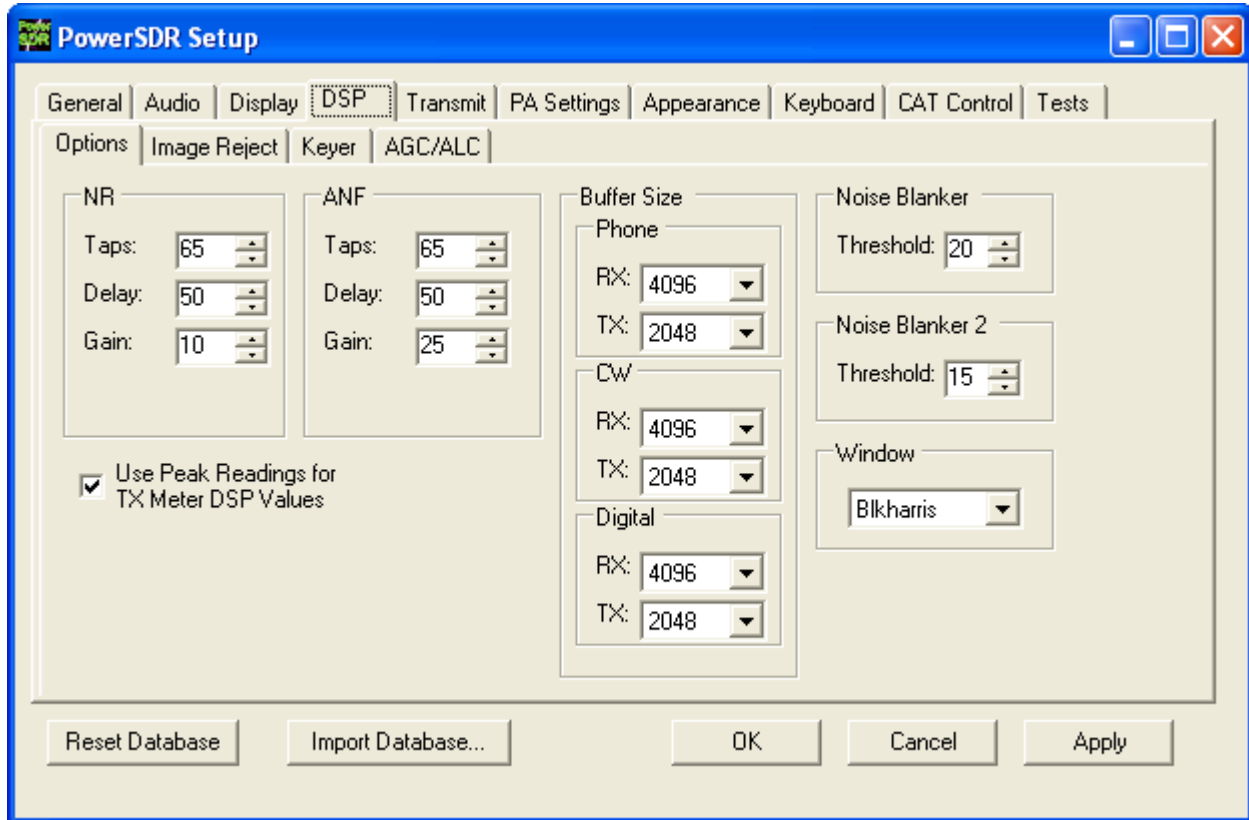 Power SDR PowerSDR Setup
General Audio Display DSP Transmit PA Settings Appearance Keyboard CAT Control Tests
Options Image Reject Keyer AGC/ALC
NR
Taps: 65
Delay: 50
Gain: 10
ANF
Taps: 65
Delay: 50
Gain: 25
Use Peak Readings for
TX Meter DSP Values
Buffer Size
Phone
RX: 4096
TX: 2048
CW
RX: 4096
TX: 2048
Digital
RX: 4096
TX: 2048
Noise Blanker
Threshold: 20
Noise Blanker 2
Threshold: 15
Window
Blkharris
Reset Database Import Database... OK Cancel Apply